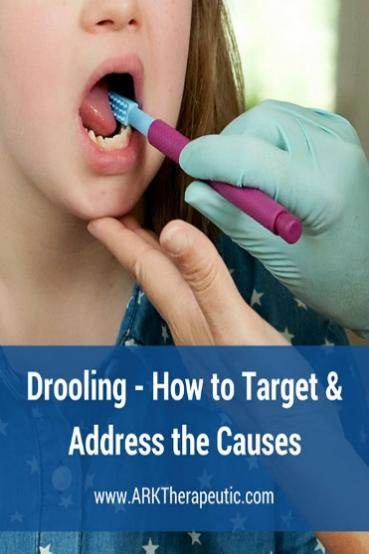 Drooling - How to Target &
Address the Causes
www.ARKTherapeutic.com